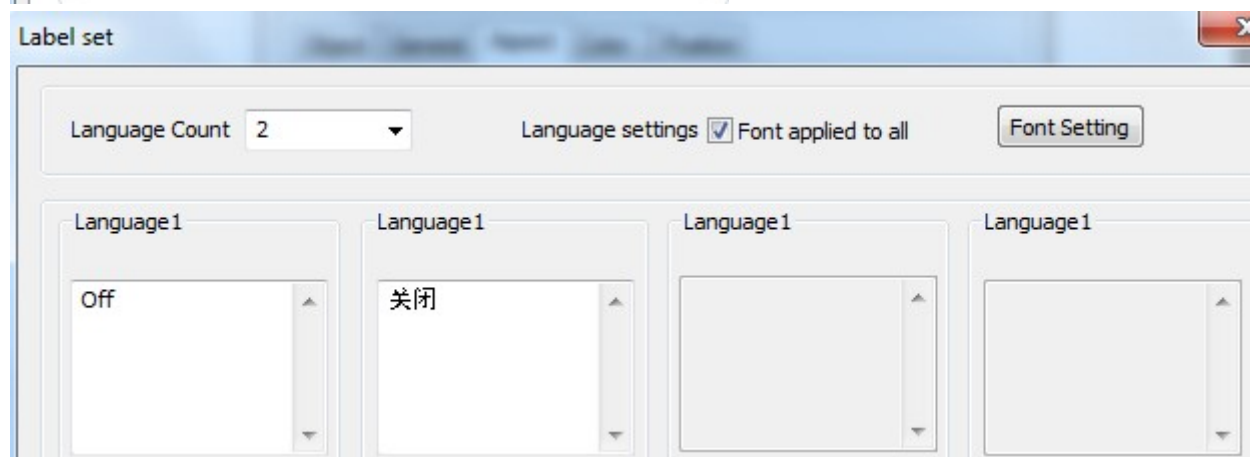 Label set
Language Count 2 Language settings Font applied to all Font Setting
Language1 Language1 Language1 Language1
Off 关闭